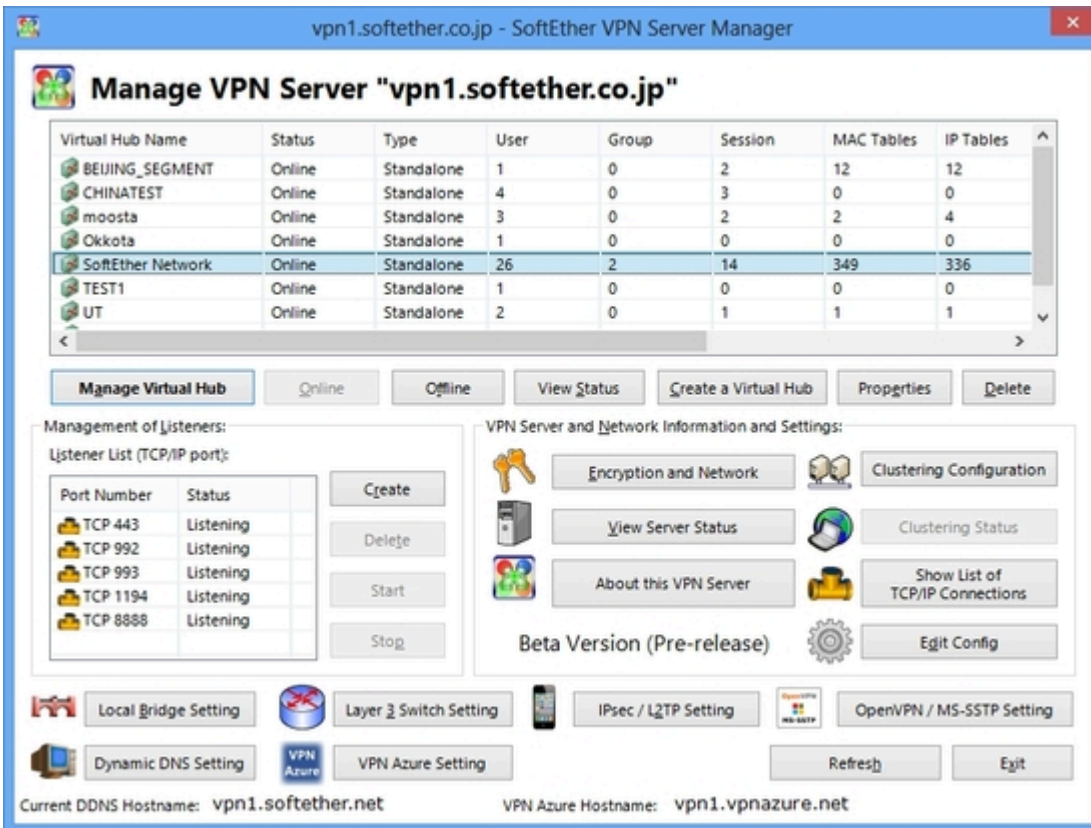 vpn1.softether.co.jp - SoftEther VPN Server Manager
Manage VPN Server "vpn1.softether.co.jp"
Virtual Hub Name Status Type User Group Session MAC Tables IP Tables
BEIJING_SEGMENT Online Standalone 1 0 2 12 12
CHINATEST Online Standalone 4 0 3 0 0
moosta Online Standalone 3 0 2 2 4
Okkota Online Standalone 1 0 0 0 0
SoftEther Network Online Standalone 26 2 14 349 336
TEST1 Online Standalone 1 0 0 0 0
UT Online Standalone 2 0 1 1 1
Manage Virtual Hub Online Offline View Status Create a Virtual Hub Properties Delete
Management of Listeners:
Listener List (TCP/IP port):
Port Number Status
TCP 443 Listening
TCP 992 Listening
TCP 993 Listening
TCP 1194 Listening
TCP 8888 Listening
Create
Delete
Start
Stop
VPN Server and Network Information and Settings:
Encryption and Network
Clustering Configuration
View Server Status
Clustering Status
About this VPN Server
Show List of
TCP/IP Connections
Beta Version (Pre-release)
Edit Config
Local Bridge Setting
Layer 3 Switch Setting
IPsec / L2TP Setting
OpenVPN
MS-SSTP
OpenVPN / MS-SSTP Setting
Dynamic DNS Setting
VPN
Azure
VPN Azure Setting
Refresh
Exit
Current DDNS Hostname: vpn1.softether.net
VPN Azure Hostname: vpn1.vpnazure.net